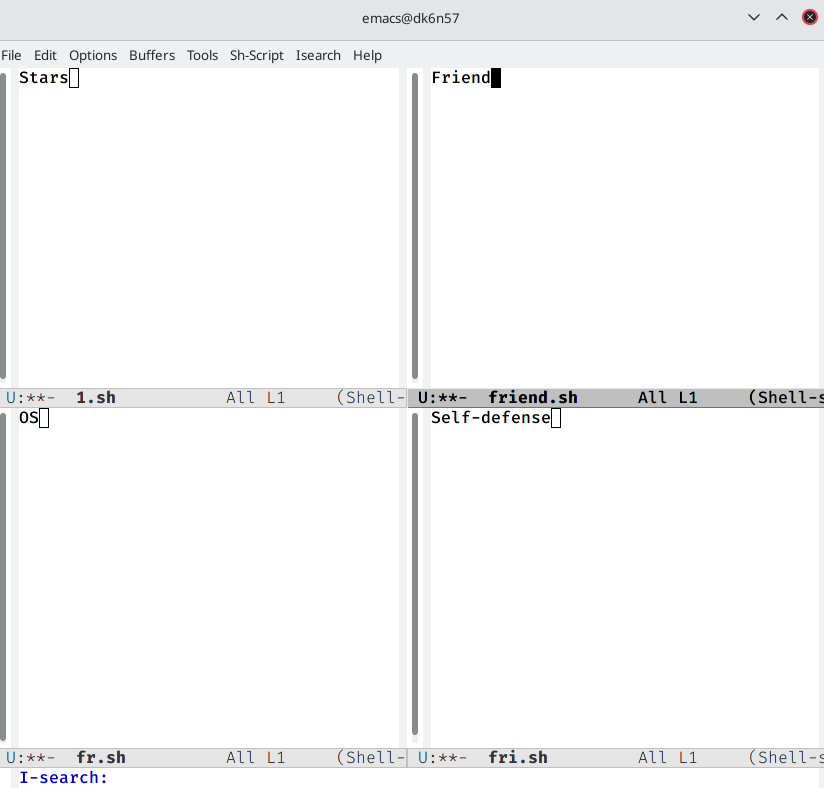 emacs@dk6n57
File Edit Options Buffers Tools Sh-Script Isearch Help
Stars
U:**- 1.sh All L1 (Shell-
Friend
U:**- friend.sh All L1 (Shell-s
OS
U:**- fr.sh All L1 (Shell-
Self-defense
U:**- fri.sh All L1 (Shell-s
I-search: